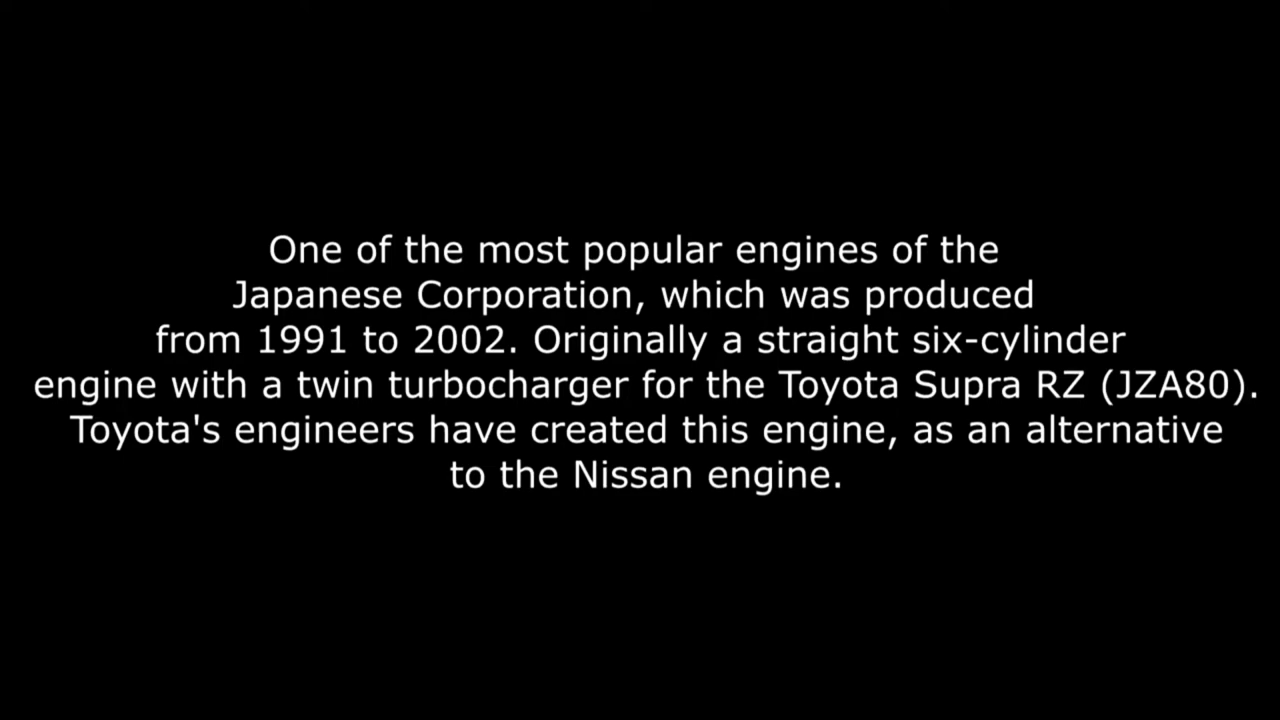 One of the most popular engines of the
Japanese Corporation, which was produced
from 1991 to 2002. Originally a straight six-cylinder
engine with a twin turbocharger for the Toyota Supra RZ (JZA80).
Toyota's engineers have created this engine, as an alternative
to the Nissan engine.